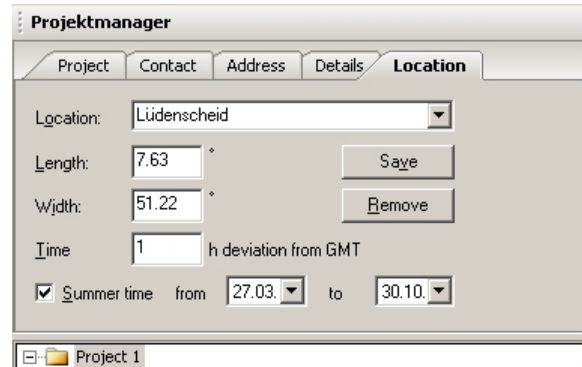 Projektmanager
Project Contact Address Details Location
Location: Lüdenscheid
Length: 7.63 ° Save
Width: 51.22 ° Remove
Time 1 h deviation from GMT
Summer time from 27.03. to 30.10.
Project 1